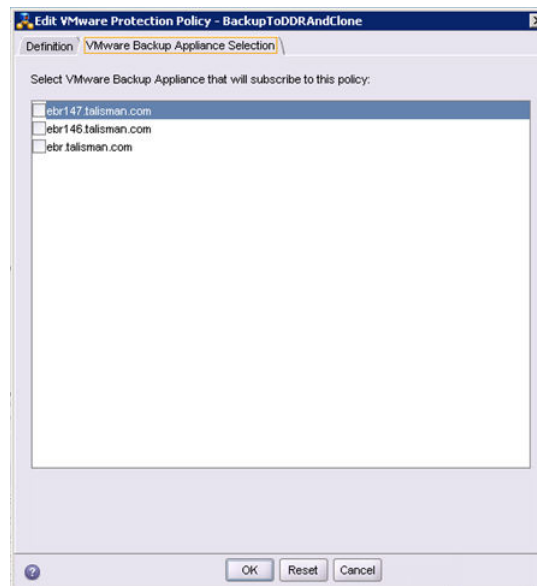 Edit VMware Protection Policy - BackupToDDRAndClone
Definition VMware Backup Appliance Selection
Select VMware Backup Appliance that will subscribe to this policy:
ebr147.talisman.com
ebr146.talisman.com
ebr.talisman.com
OK Reset Cancel